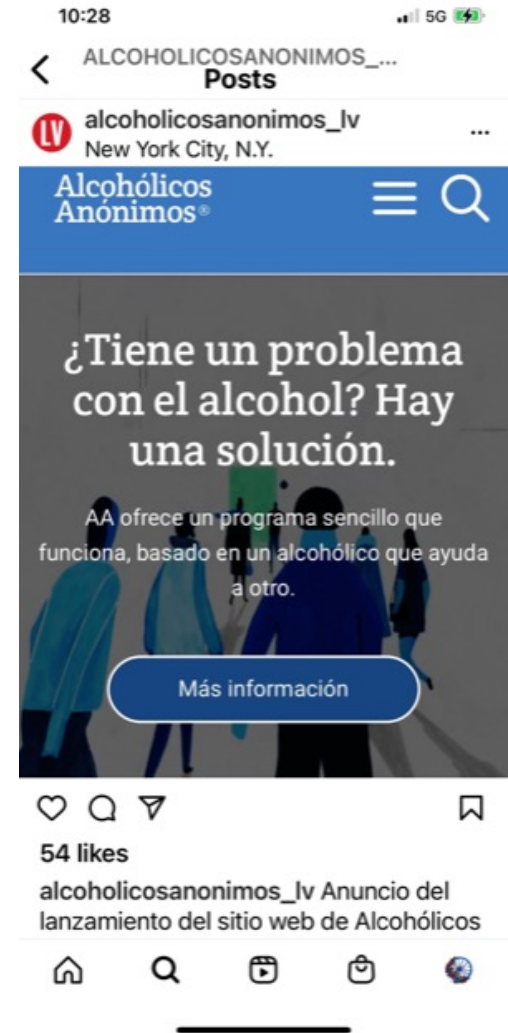 10:28
5G
ALCOHOLICOSANONIMOS_...
Posts
LV
alcoholicosanonimos_lv
New York City, N.Y.
...
Alcohólicos
Anónimos®
¿Tiene un problema
con el alcohol? Hay
una solución.
AA ofrece un programa sencillo que
funciona, basado en un alcohólico que ayuda
a otro.
Más información
54 likes
alcoholicosanonimos_lv Anuncio del
lanzamiento del sitio web de Alcohólicos